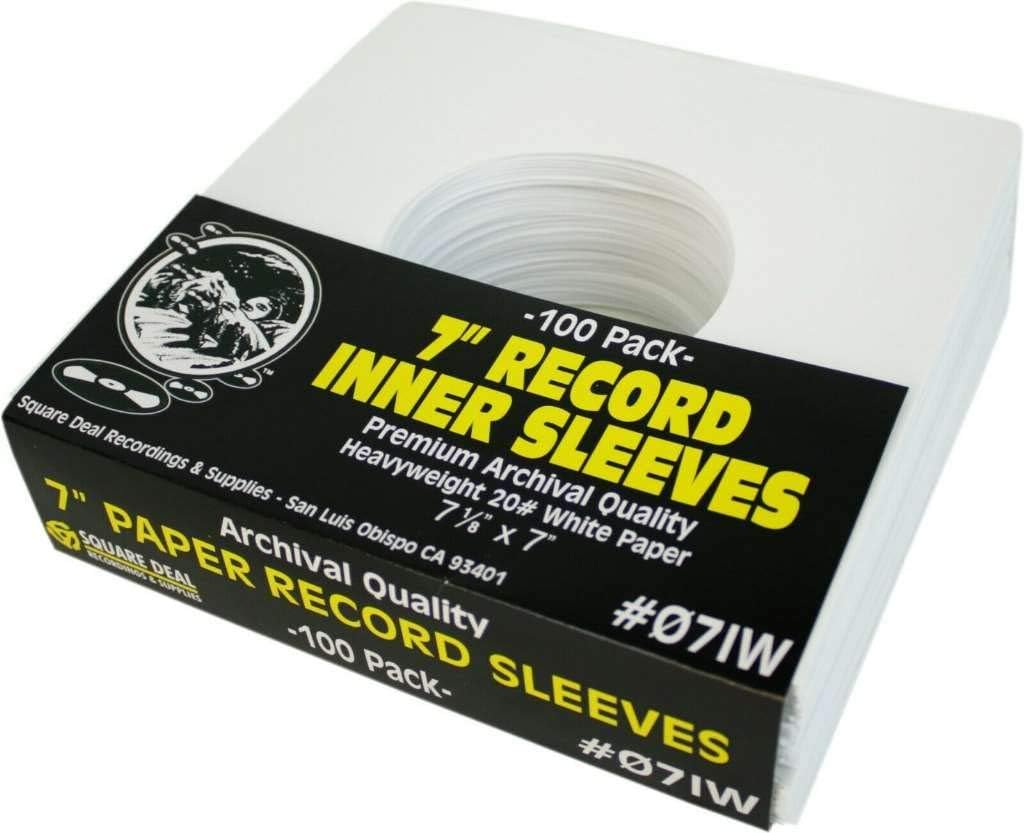 -100 Pack-
7" RECORD
INNER SLEEVES
Premium Archival Quality
Heavyweight 20# White Paper
7 ⅛" X 7"
Square Deal Recordings & Supplies - San Luis Obispo CA 93401
#Ø7IW
TM
Archival Quality
7" PAPER RECORD SLEEVES
SQUARE DEAL
RECORDINGS & SUPPLIES
-100 Pack-
#Ø7IW